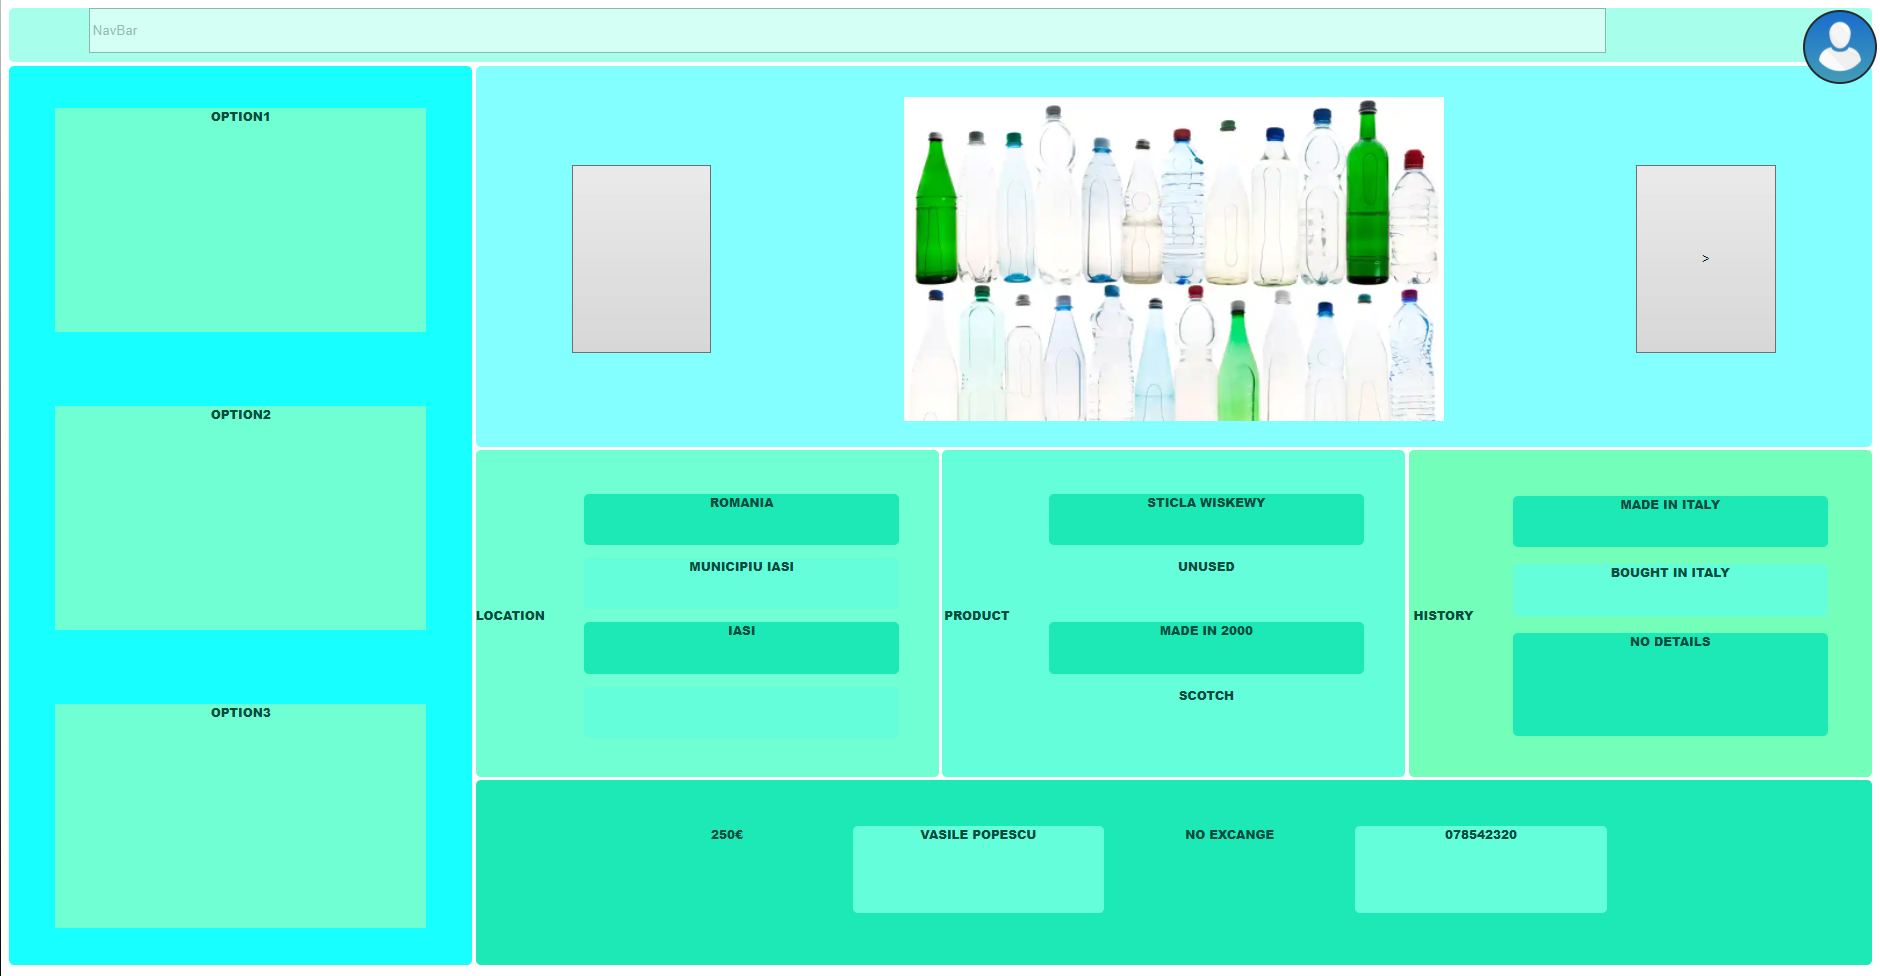 NavBar
OPTION1
OPTION2
OPTION3
>
LOCATION
ROMANIA
MUNICIPIU IASI
IASI
PRODUCT
STICLA WISKEWY
UNUSED
MADE IN 2000
SCOTCH
HISTORY
MADE IN ITALY
BOUGHT IN ITALY
NO DETAILS
250€
VASILE POPESCU
NO EXCANGE
078542320